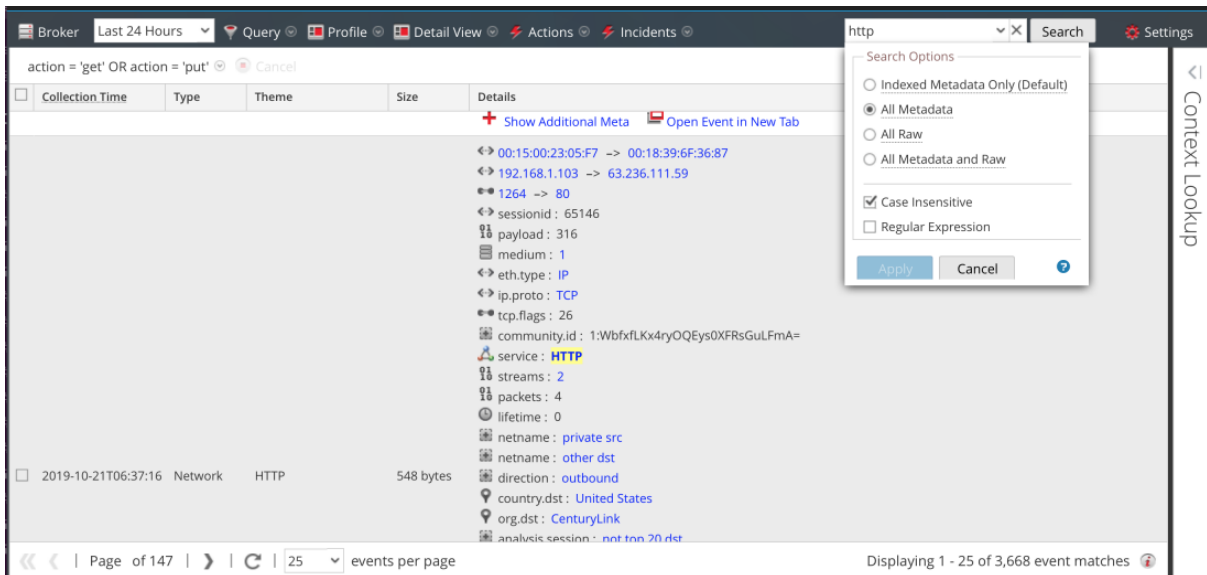 Broker Last 24 Hours Query Profile Detail View Actions Incidents http Search Settings
action = 'get' OR action = 'put' Cancel
Search Options
Indexed Metadata Only (Default)
All Metadata
All Raw
All Metadata and Raw
Case Insensitive
Regular Expression
Apply Cancel
Context Lookup
Collection Time Type Theme Size Details
Show Additional Meta Open Event in New Tab
00:15:00:23:05:F7 -> 00:18:39:6F:36:87
192.168.1.103 -> 63.236.111.59
1264 -> 80
sessionid : 65146
payload : 316
medium : 1
eth.type : IP
ip.proto : TCP
tcp.flags : 26
community.id : 1:WbfxfLKx4ryOQEys0XFRsGuLFmA=
service : HTTP
streams : 2
packets : 4
lifetime : 0
netname : private src
netname : other dst
2019-10-21T06:37:16 Network HTTP 548 bytes direction : outbound
country.dst : United States
org.dst : CenturyLink
analysis.session : not top 20 dst
Page of 147 25 events per page Displaying 1 - 25 of 3,668 event matches